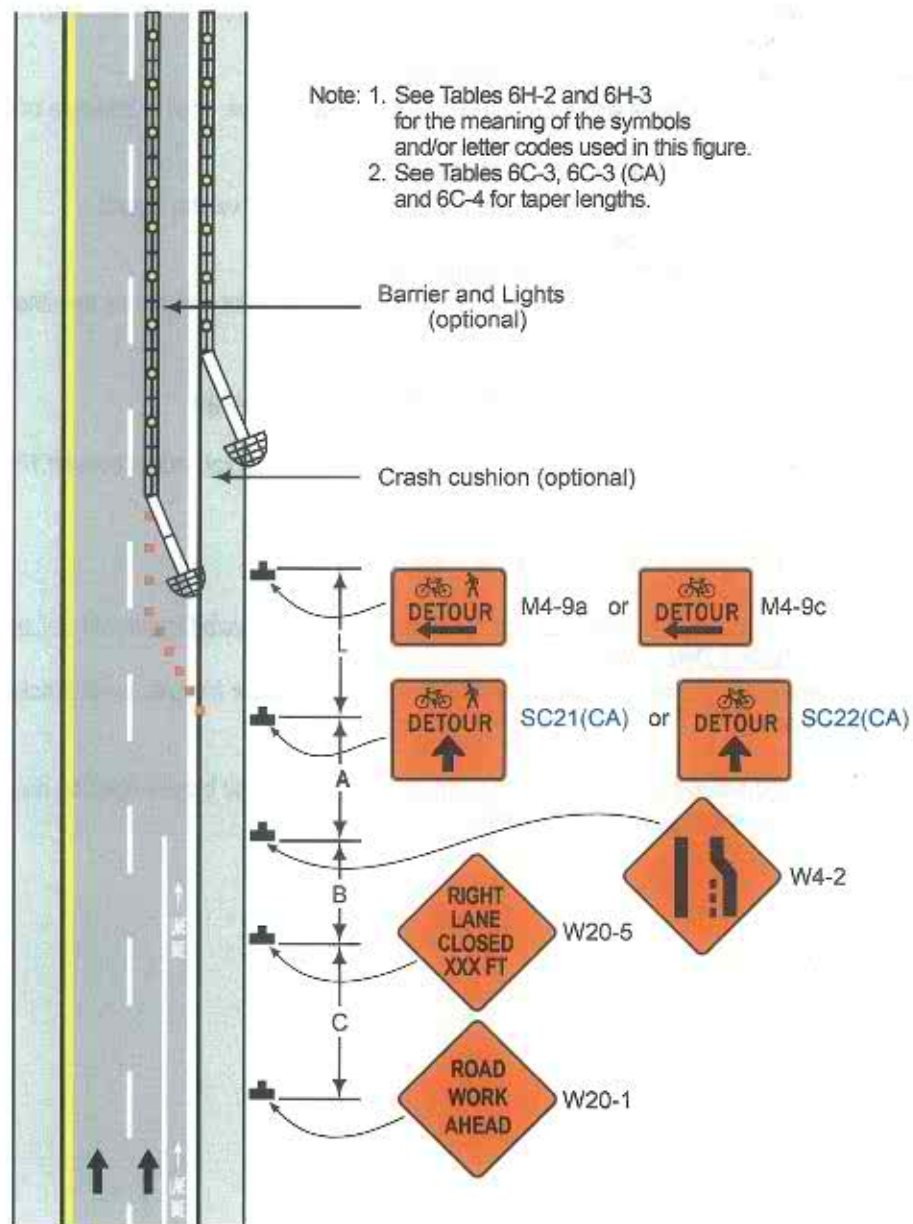 Note: 1. See Tables 6H-2 and 6H-3
for the meaning of the symbols
and/or letter codes used in this figure.
2. See Tables 6C-3, 6C-3 (CA)
and 6C-4 for taper lengths.
Barrier and Lights
(optional)
Crash cushion (optional)
DETOUR
M4-9a or
DETOUR
M4-9c
L
DETOUR
SC21(CA) or
DETOUR
SC22(CA)
A
W4-2
B
RIGHT
LANE
CLOSED
XXX FT
W20-5
C
ROAD
WORK
AHEAD
W20-1